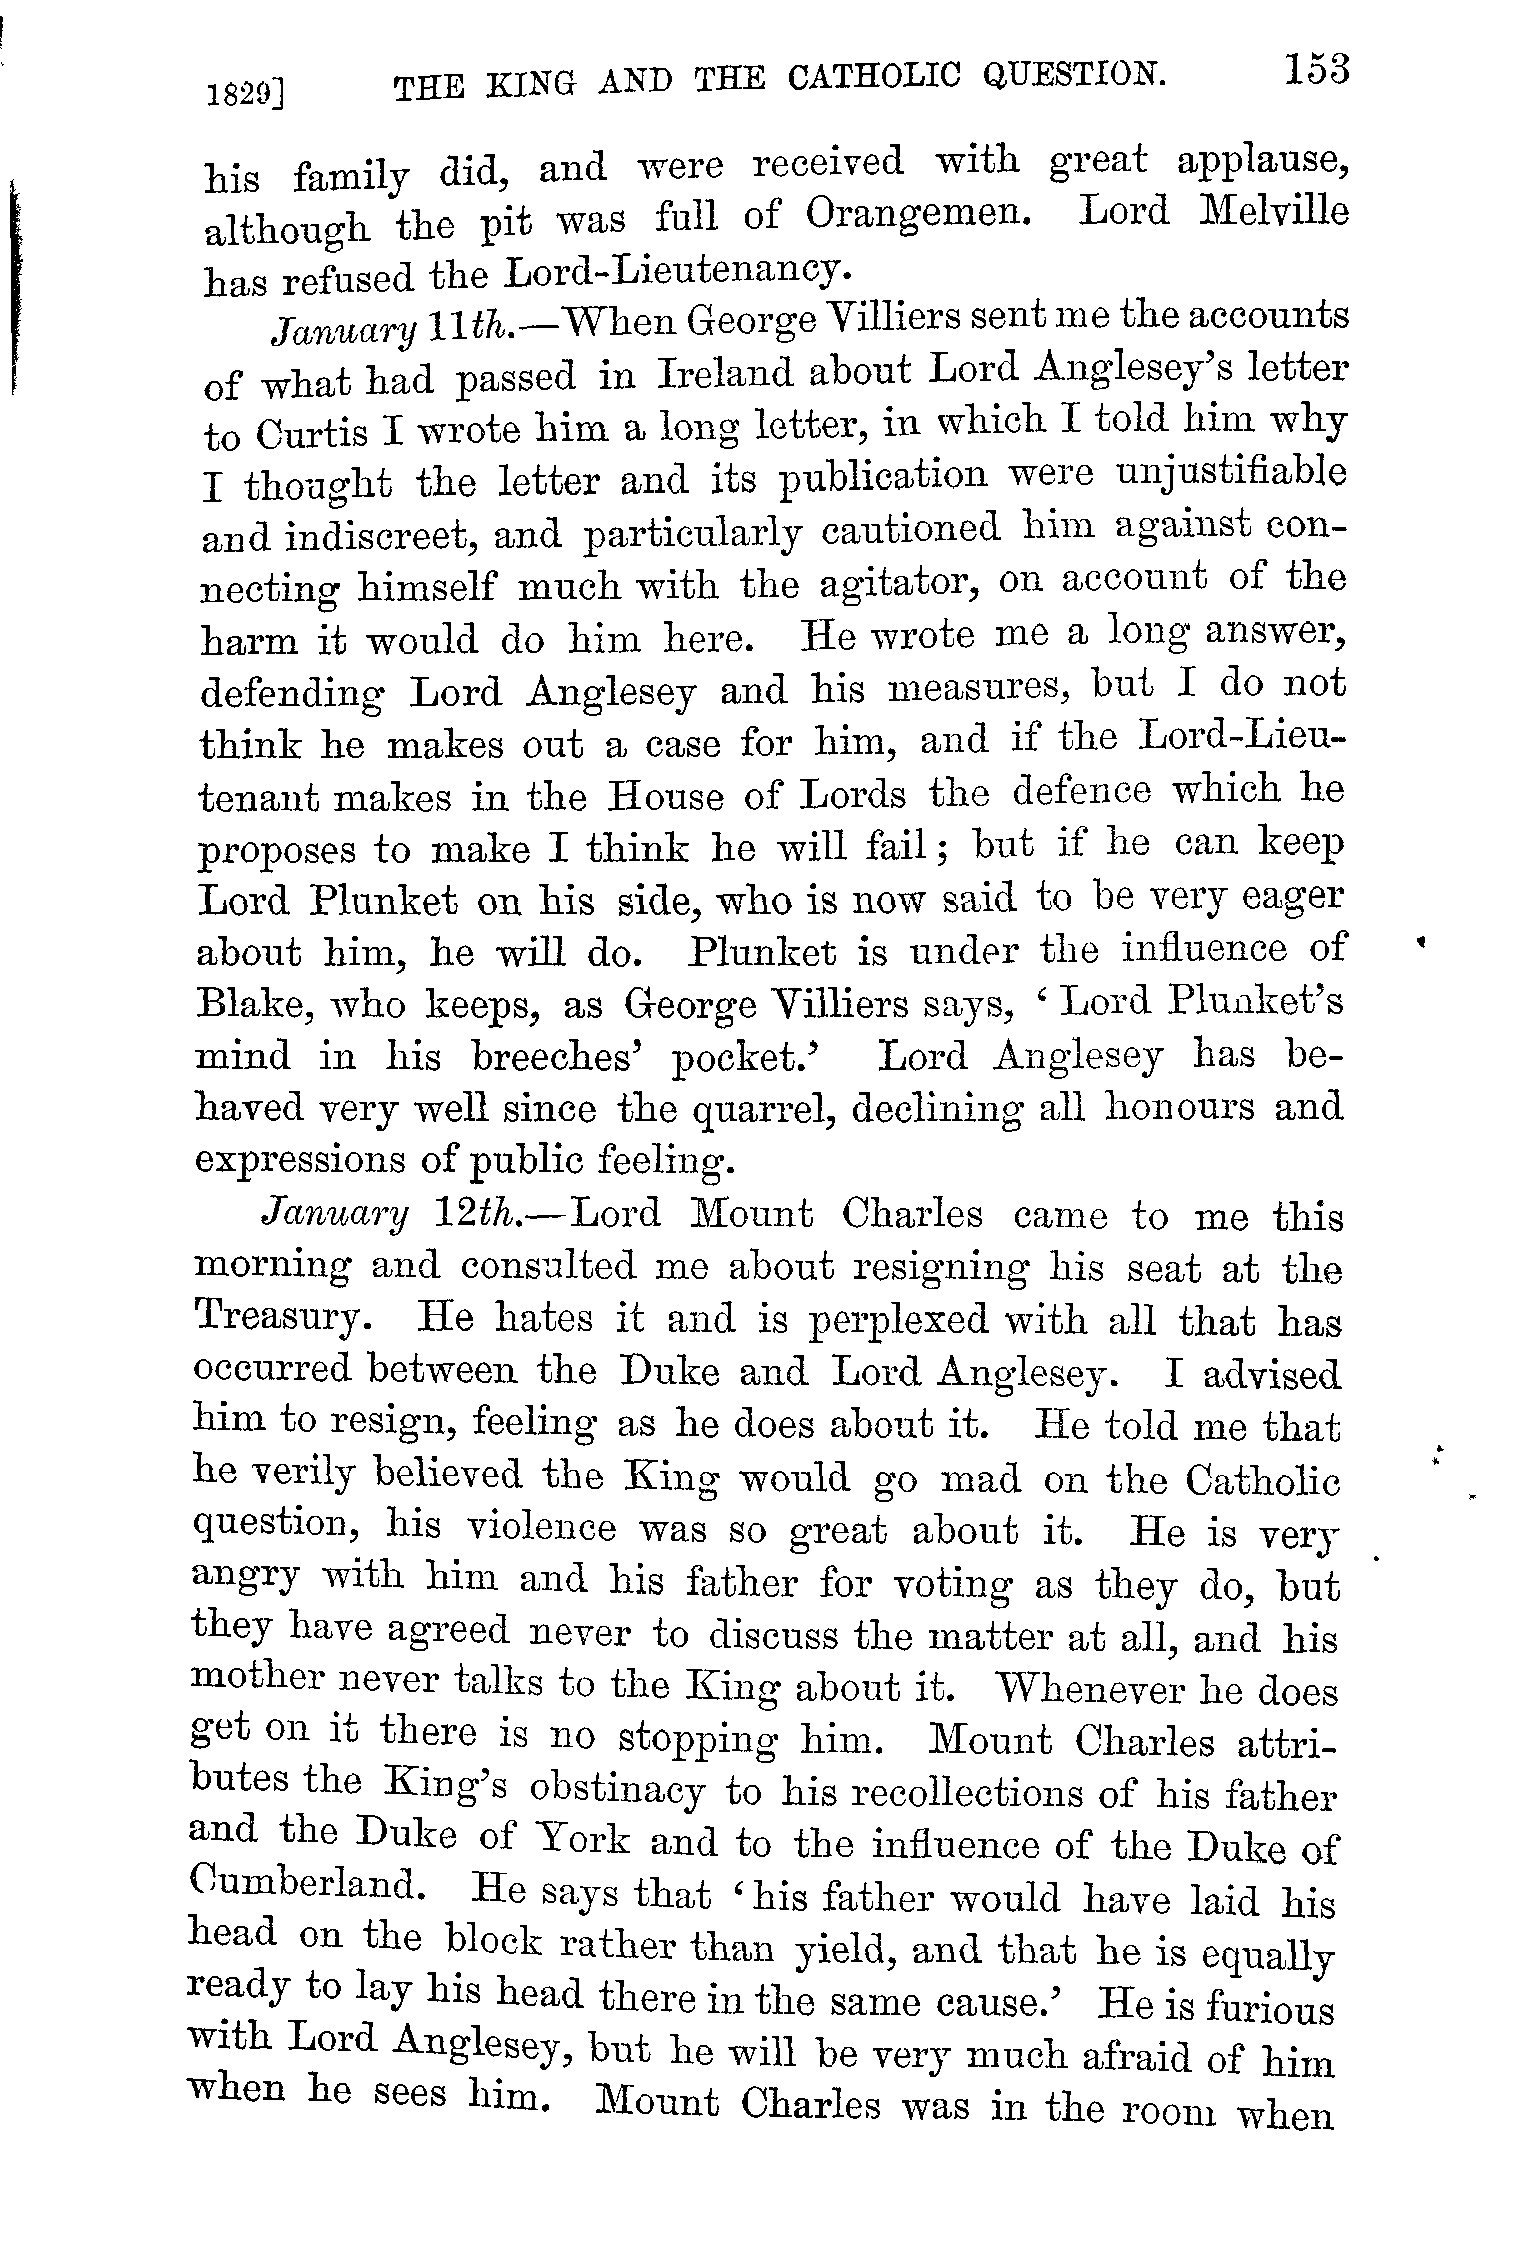 1829] THE KING AND THE CATHOLIC QUESTION. 153
his family did, and were received with great applause,
although the pit was full of Orangemen. Lord Melville
has refused the Lord-Lieutenancy.
January 11th.—When George Villiers sent me the accounts
of what had passed in Ireland about Lord Anglesey's letter
to Curtis I wrote him a long letter, in which I told him why
I thought the letter and its publication were unjustifiable
and indiscreet, and particularly cautioned him against con-
necting himself much with the agitator, on account of the
harm it would do him here. He wrote me a long answer,
defending Lord Anglesey and his measures, but I do not
think he makes out a case for him, and if the Lord-Lieu-
tenant makes in the House of Lords the defence which he
proposes to make I think he will fail; but if he can keep
Lord Plunket on his side, who is now said to be very eager
about him, he will do. Plunket is under the influence of
Blake, who keeps, as George Villiers says, ‘Lord Plunket's
mind in his breeches' pocket.’ Lord Anglesey has be-
haved very well since the quarrel, declining all honours and
expressions of public feeling.
January 12th.—Lord Mount Charles came to me this
morning and consulted me about resigning his seat at the
Treasury. He hates it and is perplexed with all that has
occurred between the Duke and Lord Anglesey. I advised
him to resign, feeling as he does about it. He told me that
he verily believed the King would go mad on the Catholic
question, his violence was so great about it. He is very
angry with him and his father for voting as they do, but
they have agreed never to discuss the matter at all, and his
mother never talks to the King about it. Whenever he does
get on it there is no stopping him. Mount Charles attri-
butes the King's obstinacy to his recollections of his father
and the Duke of York and to the influence of the Duke of
Cumberland. He says that ‘his father would have laid his
head on the block rather than yield, and that he is equally
ready to lay his head there in the same cause.’ He is furious
with Lord Anglesey, but he will be very much afraid of him
when he sees him. Mount Charles was in the room when